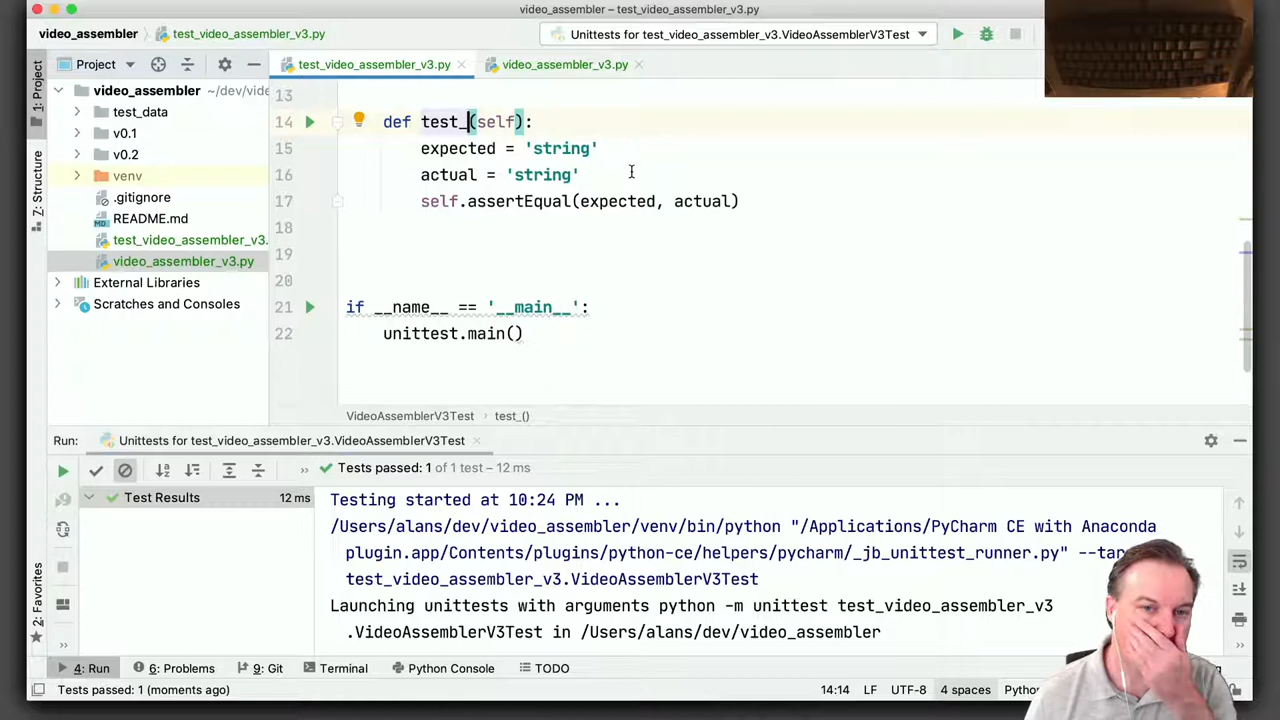 video_assembler – test_video_assembler_v3.py
video_assembler
test_video_assembler_v3.py
Unittests for test_video_assembler_v3.VideoAssemblerV3Test
1: Project
Project
test_video_assembler_v3.py
video_assembler_v3.py
video_assembler ~/dev/vide
test_data
v0.1
v0.2
venv
.gitignore
README.md
test_video_assembler_v3.
video_assembler_v3.py
External Libraries
Scratches and Consoles
Z: Structure
2: Favorites
13
14 def test_(self):
15 expected = 'string'
16 actual = 'string'
17 self.assertEqual(expected, actual)
18
19
20
21 if __name__ == '__main__':
22 unittest.main()
VideoAssemblerV3Test › test_()
Run: Unittests for test_video_assembler_v3.VideoAssemblerV3Test
Tests passed: 1 of 1 test – 12 ms
Test Results 12 ms
Testing started at 10:24 PM ...
/Users/alans/dev/video_assembler/venv/bin/python "/Applications/PyCharm CE with Anaconda
plugin.app/Contents/plugins/python-ce/helpers/pycharm/_jb_unittest_runner.py" --tar
test_video_assembler_v3.VideoAssemblerV3Test
Launching unittests with arguments python -m unittest test_video_assembler_v3
.VideoAssemblerV3Test in /Users/alans/dev/video_assembler
4: Run
6: Problems
9: Git
Terminal
Python Console
TODO
Tests passed: 1 (moments ago)
14:14 LF UTF-8 4 spaces Pytho